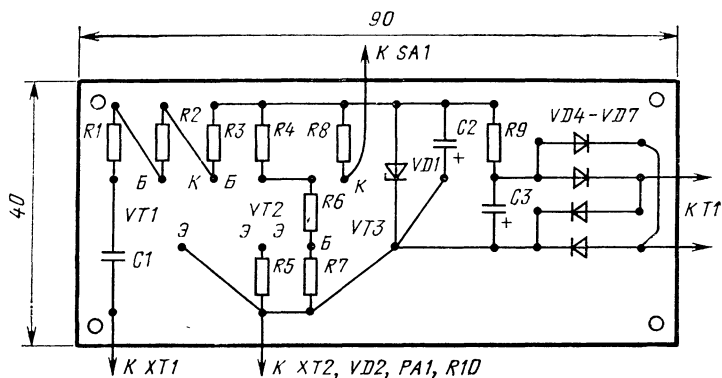 90
К SA1
R1
R2
R3
R4
R8
VD1
C2
+
R9
VD4-VD7
40
Б
К
Б
К
R6
C3
+
К Т1
VT1
VT2
VT3
Э
Э
Э
Б
C1
R5
R7
К XT1
К XT2, VD2, PA1, R10